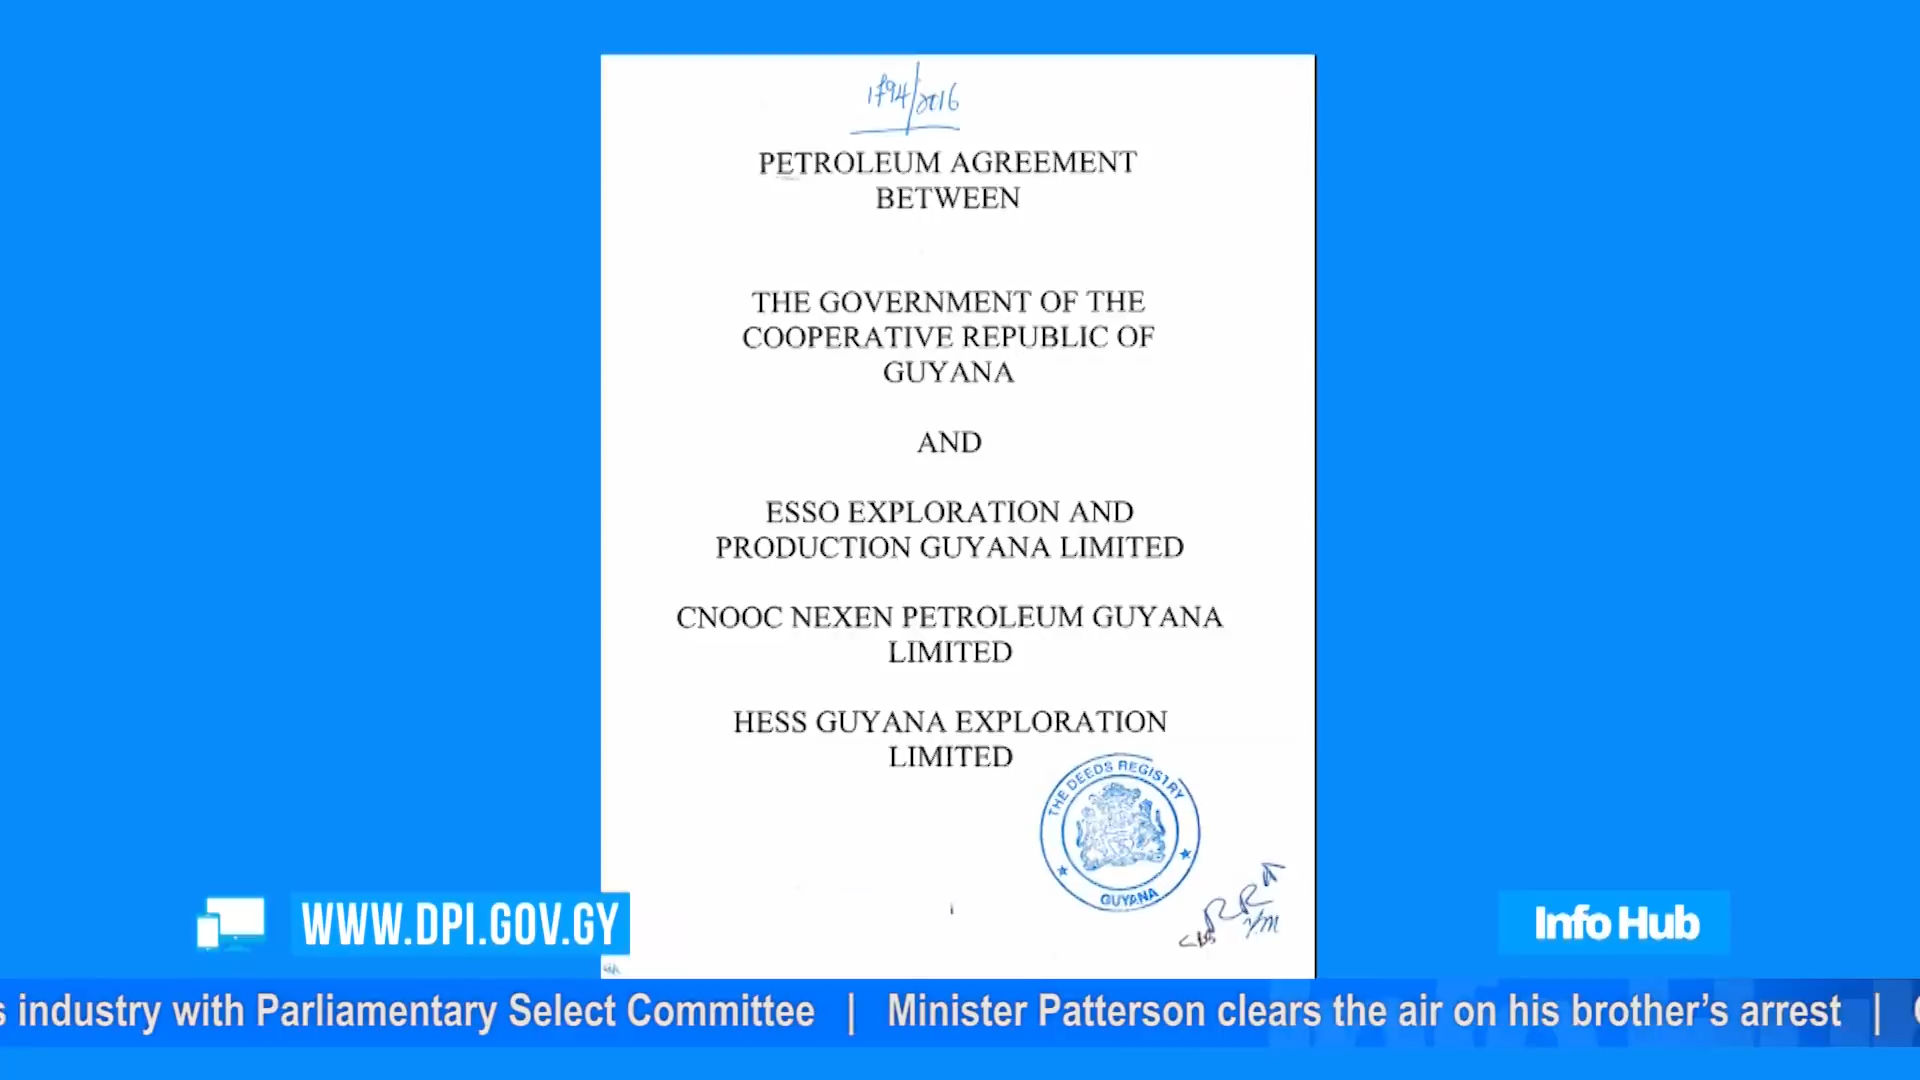 1794/2016
PETROLEUM AGREEMENT
BETWEEN
THE GOVERNMENT OF THE
COOPERATIVE REPUBLIC OF
GUYANA
AND
ESSO EXPLORATION AND
PRODUCTION GUYANA LIMITED
CNOOC NEXEN PETROLEUM GUYANA
LIMITED
HESS GUYANA EXPLORATION
LIMITED
THE DEEDS REGISTRY
GUYANA
WWW.DPI.GOV.GY
Info Hub
s industry with Parliamentary Select Committee | Minister Patterson clears the air on his brother's arrest |